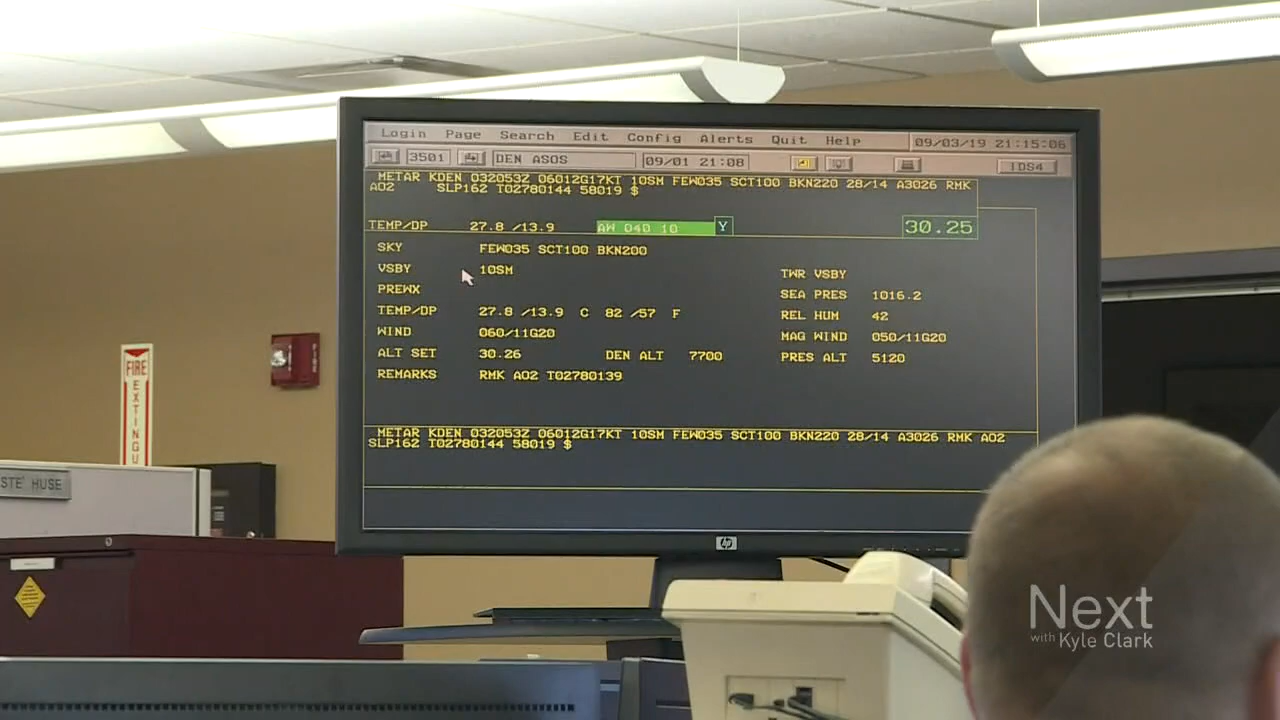 Login Page Search Edit Config Alerts Quit Help 09/03/19 21:15:06
3501 DEN ASOS 09/01 21:08 IDS4
METAR KDEN 032053Z 06012G17KT 10SM FEW035 SCT100 BKN220 28/14 A3026 RMK
AO2 SLP162 T02780144 58019 $
TEMP/DP 27.8 /13.9 AW 040 10 Y 30.25
SKY FEW035 SCT100 BKN200
VSBY 10SM TWR VSBY
PREWX SEA PRES 1016.2
TEMP/DP 27.8 /13.9 C 82 /57 F REL HUM 42
WIND 060/11G20 MAG WIND 050/11G20
ALT SET 30.26 DEN ALT 7700 PRES ALT 5120
REMARKS RMK AO2 T02780139
METAR KDEN 032053Z 06012G17KT 10SM FEW035 SCT100 BKN220 28/14 A3026 RMK AO2
SLP162 T02780144 58019 $
hp
FIRE
EXTINGU
FIRE
STE' HUSE
Next
with Kyle Clark